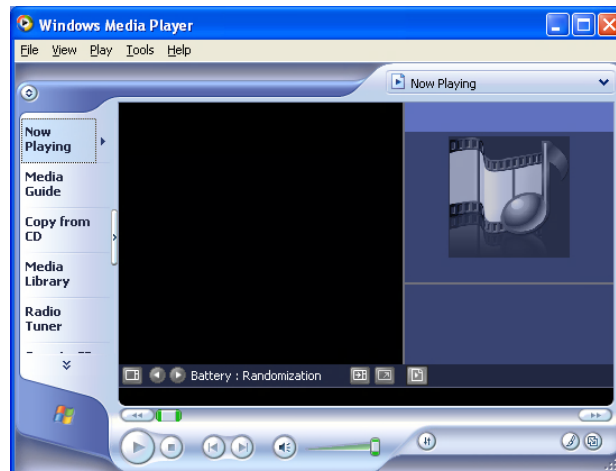 Windows Media Player
File View Play Tools Help
Now Playing
Now
Playing
Media
Guide
Copy from
CD
Media
Library
Radio
Tuner
Battery : Randomization